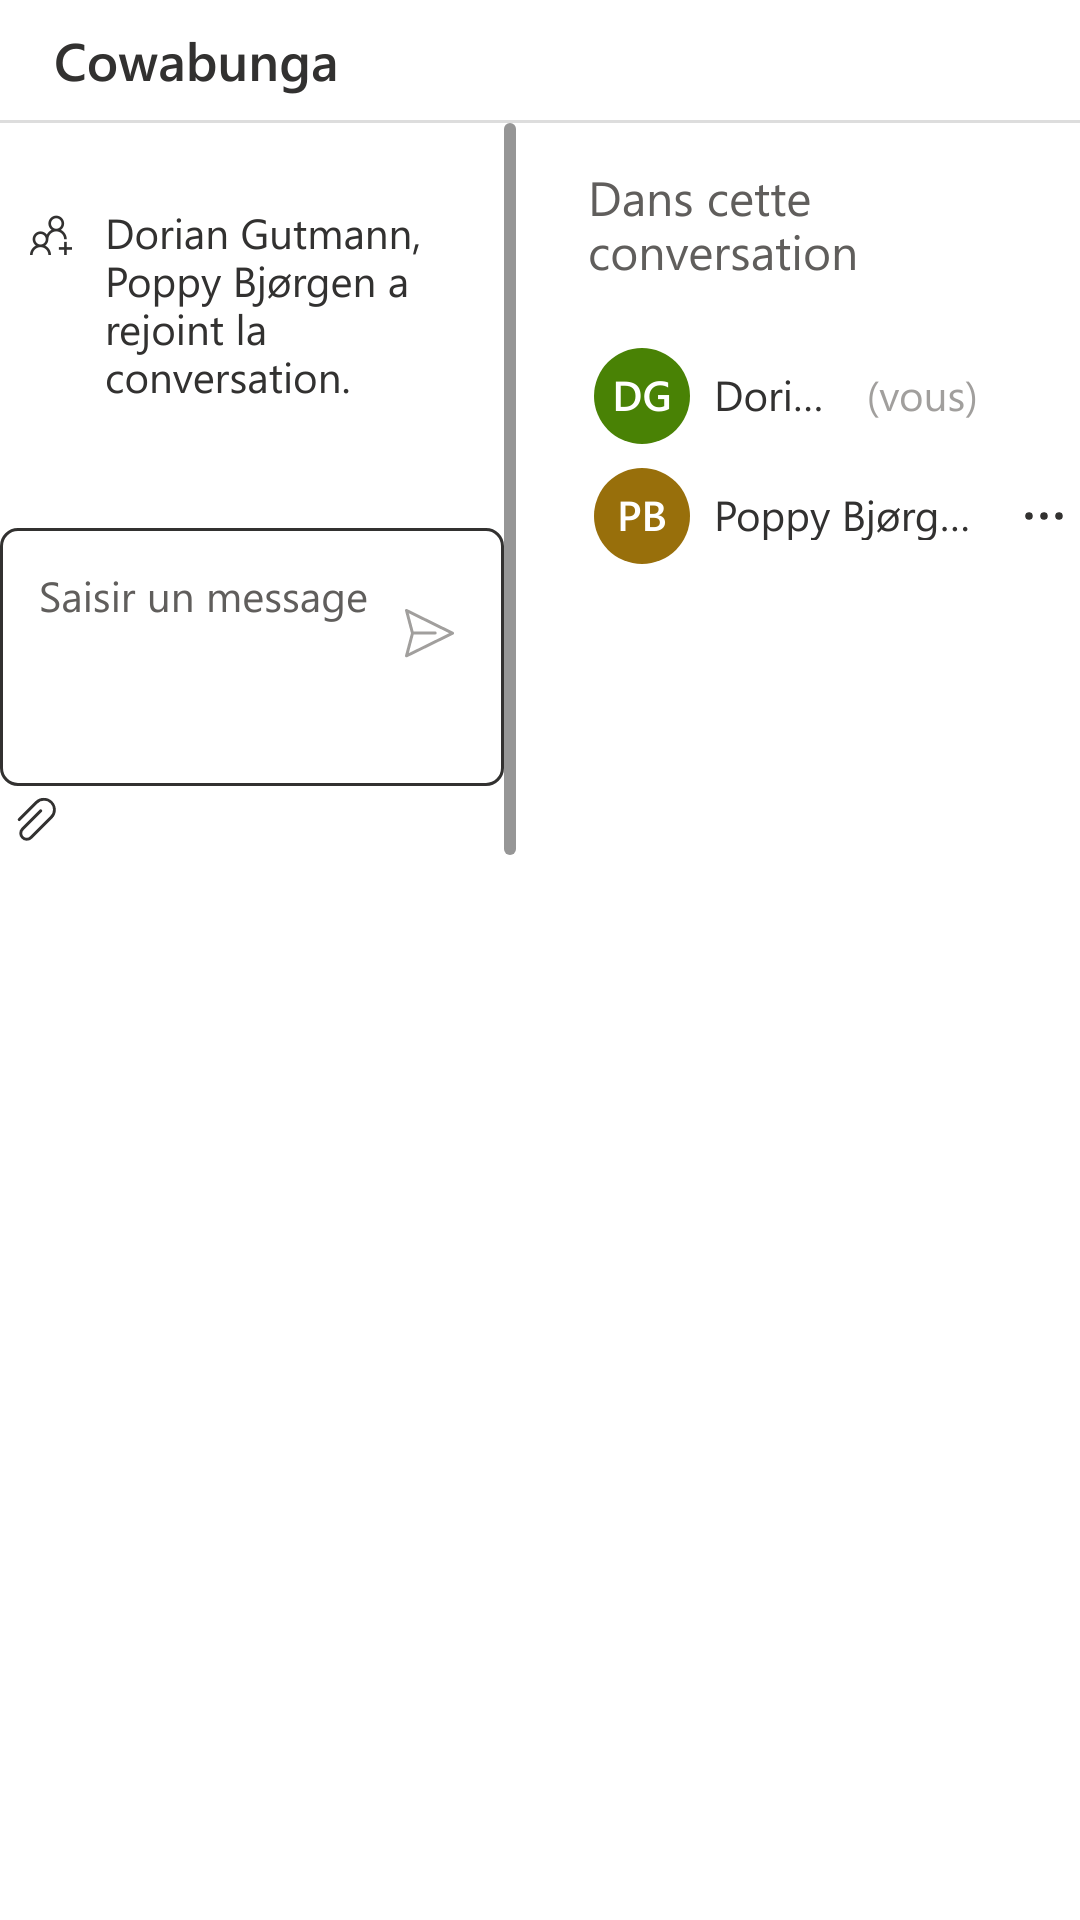 Cowabunga
Dorian Gutmann,
Poppy Bjørgen a
rejoint la
conversation.
Saisir un message
Dans cette
conversation
DG Dori... (vous)
PB Poppy Bjørg...